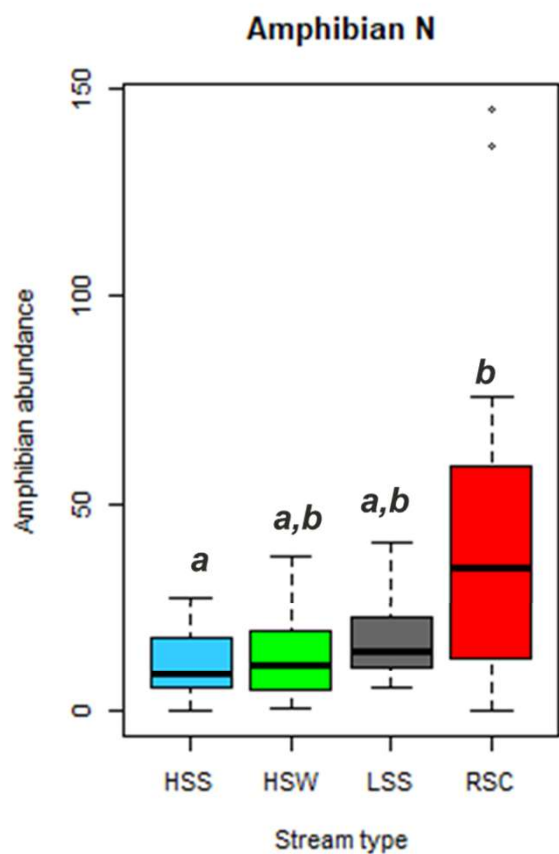 Amphibian N
150
100
50
0
Amphibian abundance
a
a,b
a,b
b
HSS HSW LSS RSC
Stream type